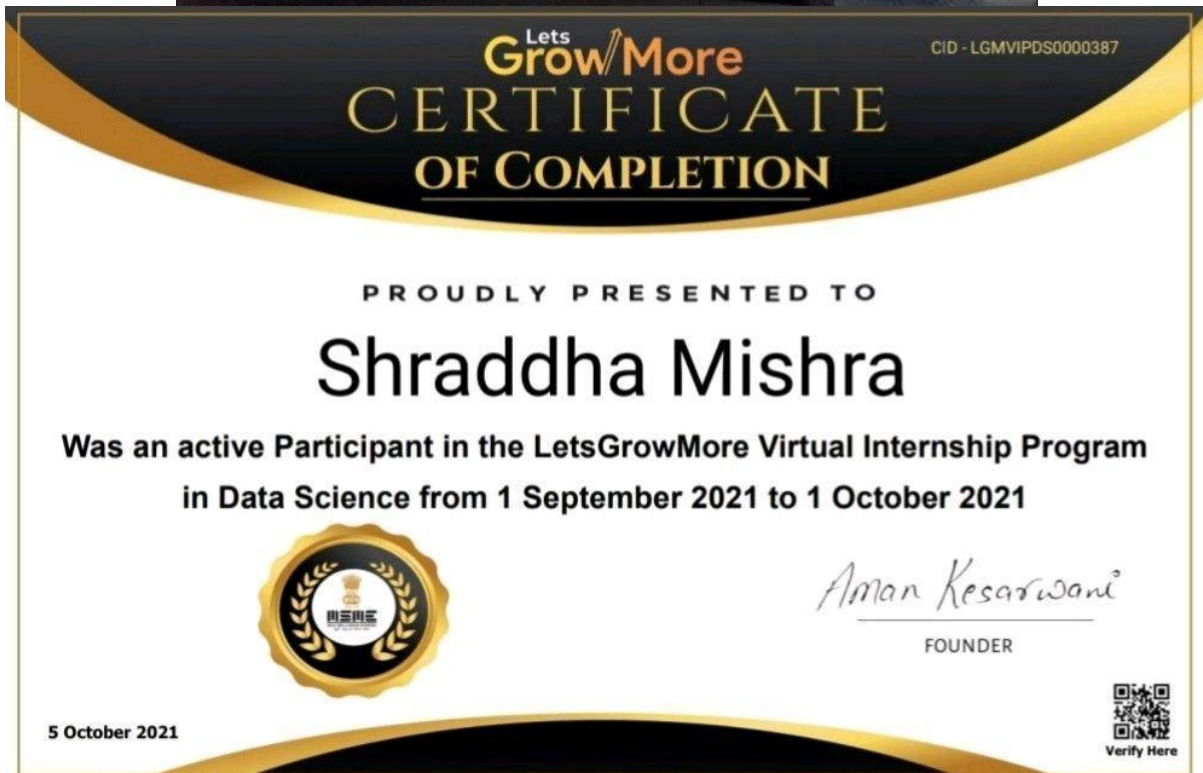 Lets
GrowMore
CID - LGMVIPDS0000387
CERTIFICATE
OF COMPLETION
PROUDLY PRESENTED TO
Shraddha Mishra
Was an active Participant in the LetsGrowMore Virtual Internship Program
in Data Science from 1 September 2021 to 1 October 2021
MSME
Aman Kesarwani
FOUNDER
5 October 2021
Verify Here